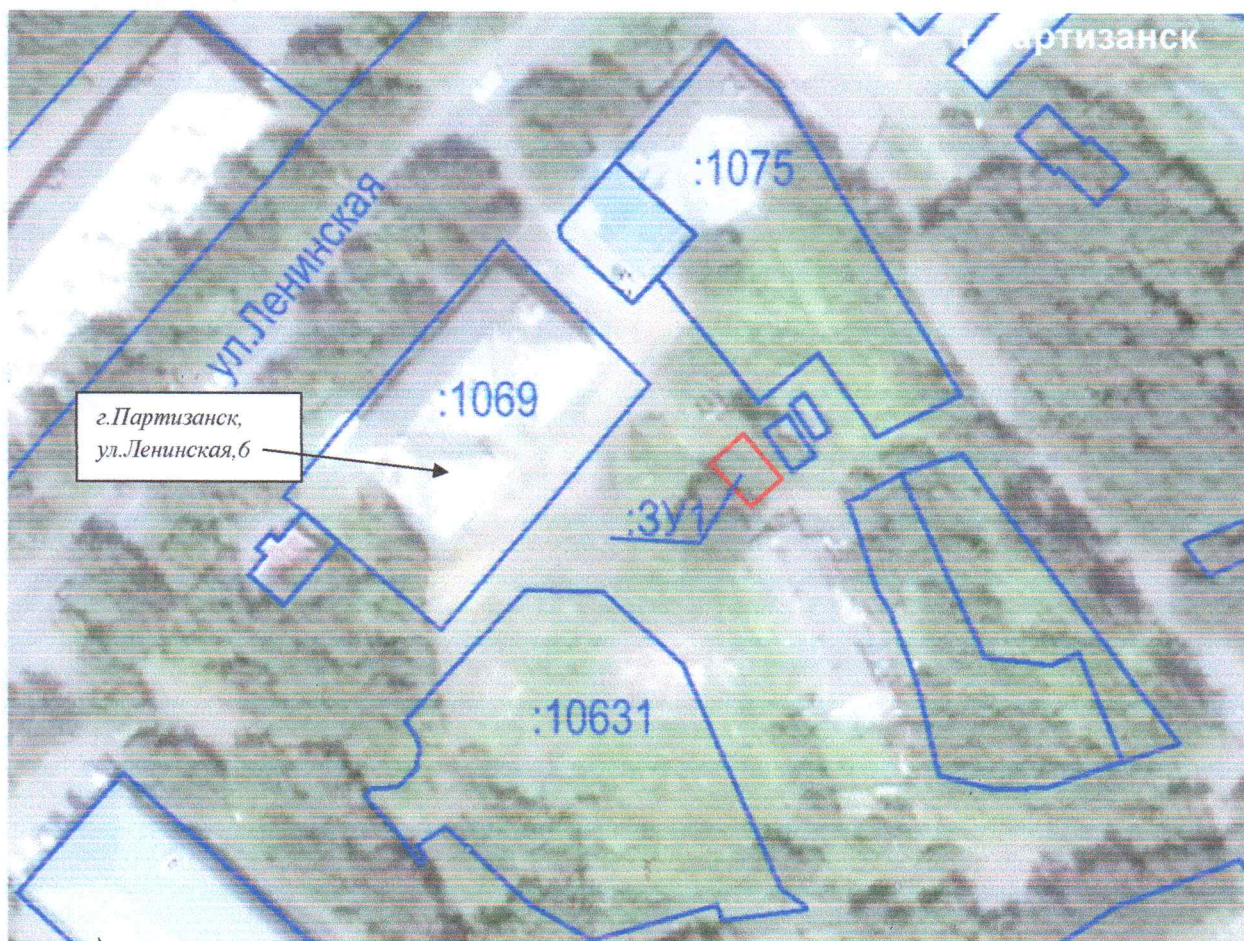 г.Партизанск
:1075
ул.Ленинская
:1069
г.Партизанск,
ул.Ленинская,6
:ЗУ1
:10631